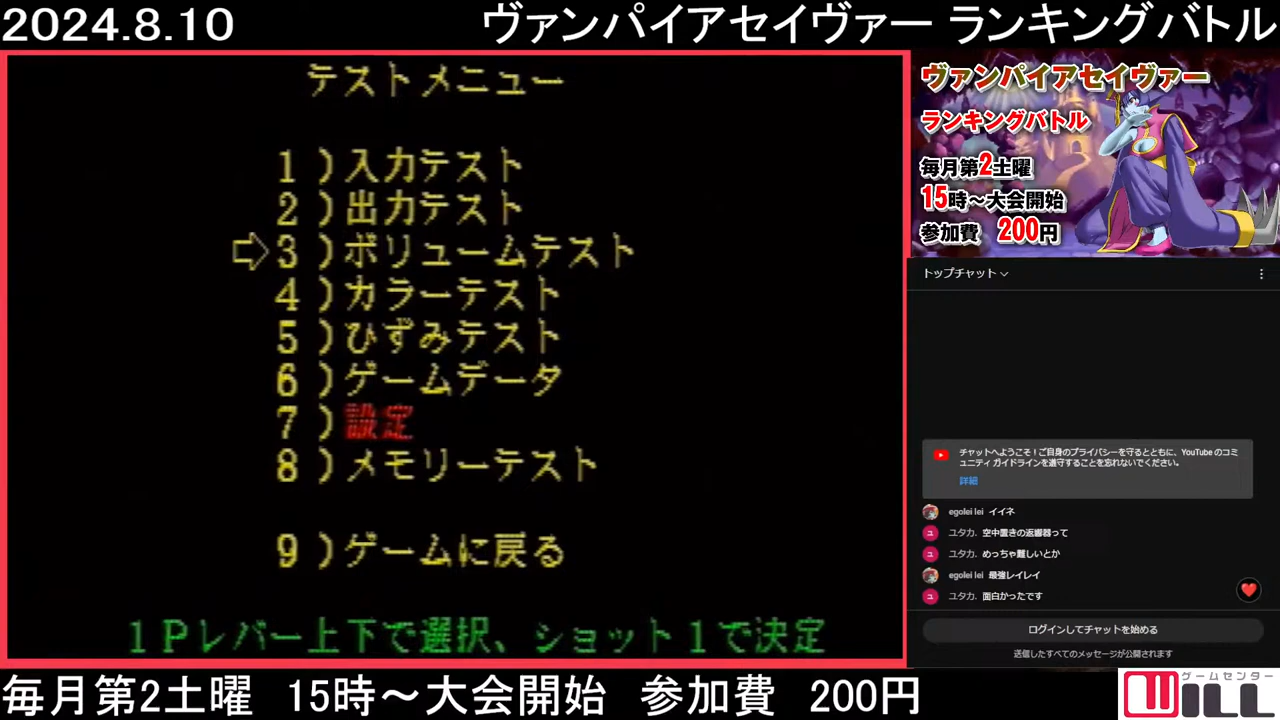 2024.8.10
ヴァンパイアセイヴァー ランキングバトル
テストメニュー
1)入力テスト
2)出力テスト
⇨3)ボリュームテスト
4)カラーテスト
5)ひずみテスト
6)ゲームデータ
7)設定
8)メモリーテスト
9)ゲームに戻る
1Pレバー上下で選択、ショット1で決定
ヴァンパイアセイヴァー
ランキングバトル
毎月第2土曜
15時～大会開始
参加費 200円
トップチャット
チャットへようこそ！ご自身のプライバシーを守るとともに、YouTube のコミ
ュニティ ガイドラインを遵守することを忘れないでください。
詳細
egolei lei イイネ
ユ ユタカ. 空中置きの返響器って
ユ ユタカ. めっちゃ難しいとか
egolei lei 最強レイレイ
ユ ユタカ. 面白かったです
ログインしてチャットを始める
送信したすべてのメッセージが公開されます
毎月第2土曜 15時～大会開始 参加費 200円
ゲームセンター
WILL